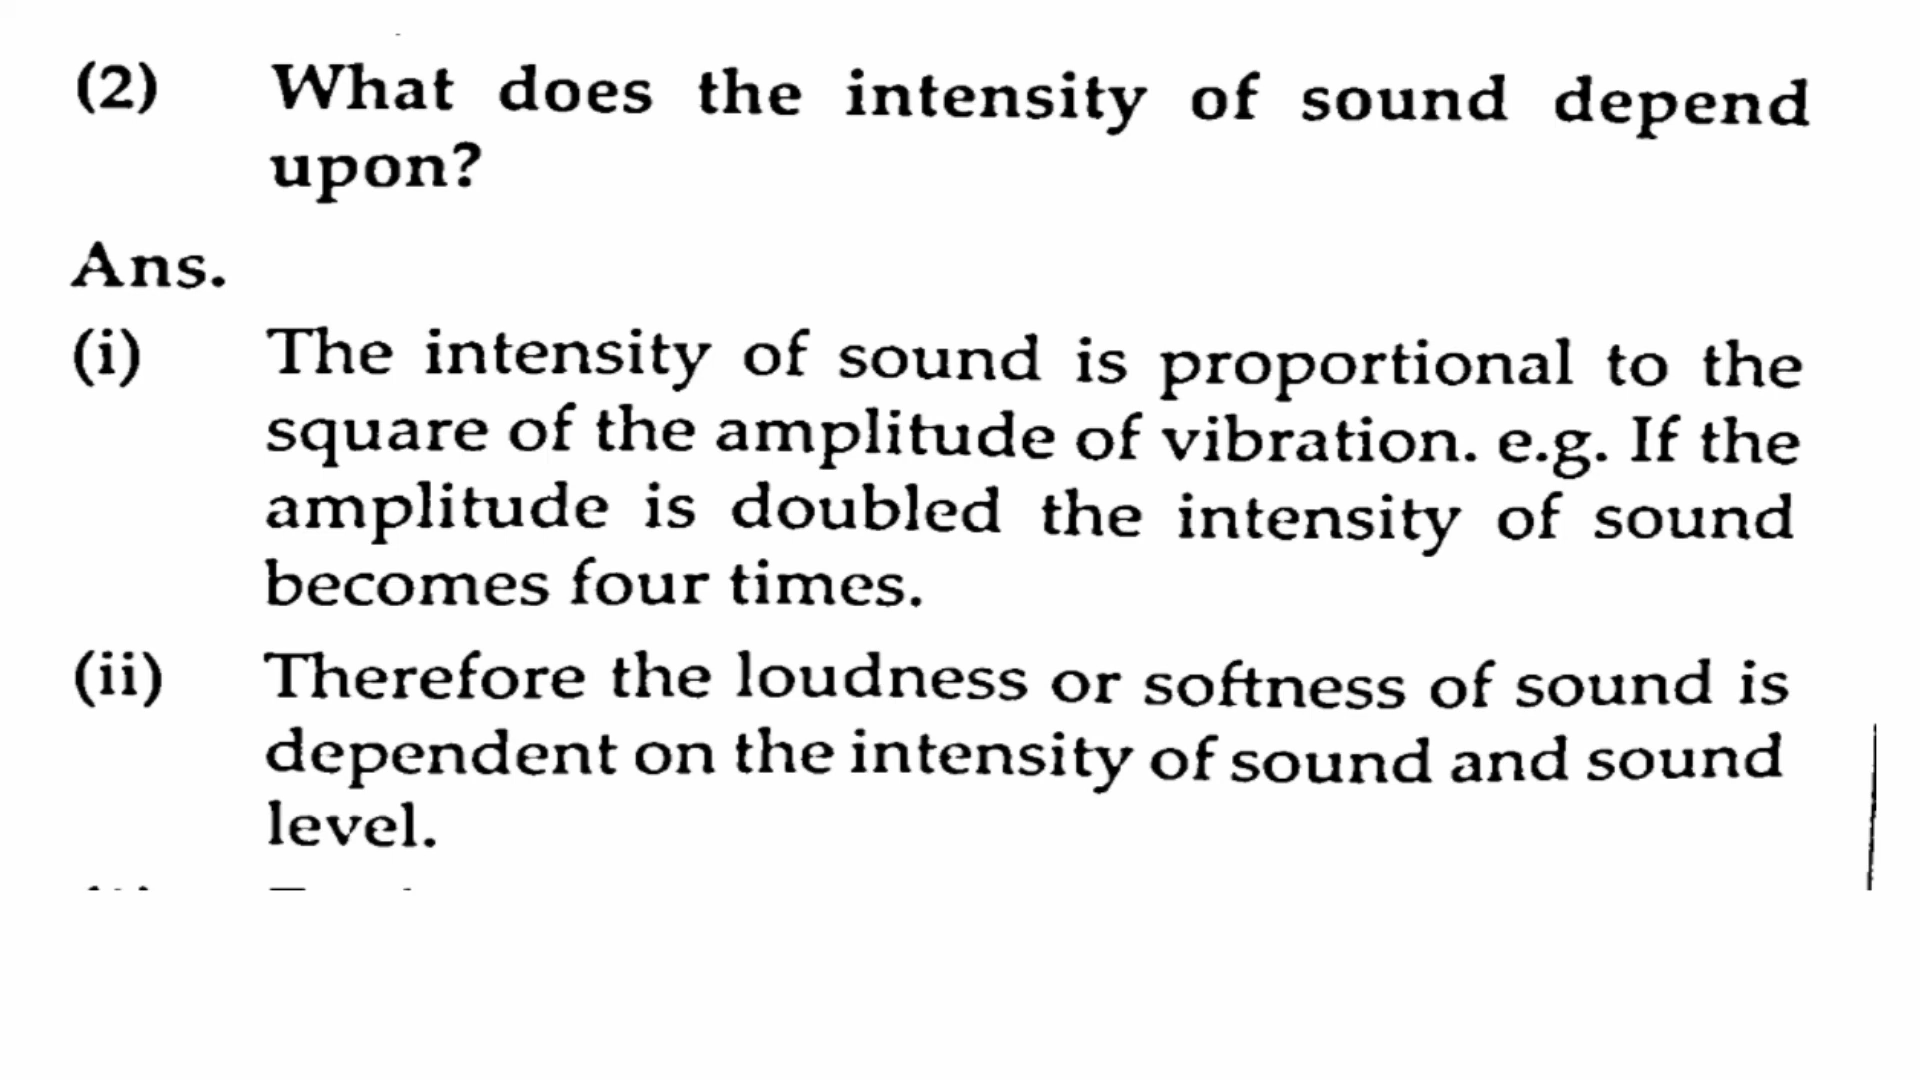 (2) What does the intensity of sound depend
upon?
Ans.
(i) The intensity of sound is proportional to the
square of the amplitude of vibration. e.g. If the
amplitude is doubled the intensity of sound
becomes four times.
(ii) Therefore the loudness or softness of sound is
dependent on the intensity of sound and sound
level.